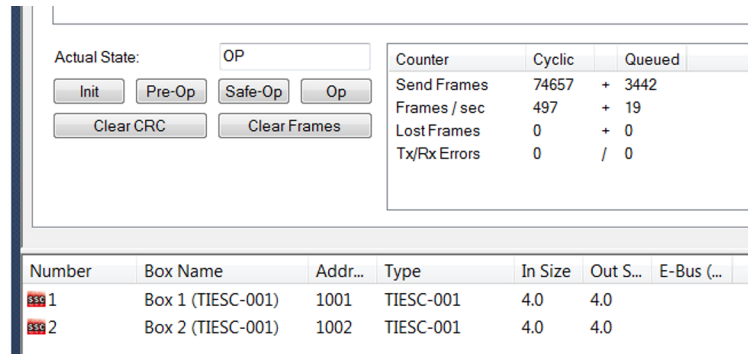 Actual State: OP
Init Pre-Op Safe-Op Op
Clear CRC Clear Frames
Counter Cyclic Queued
Send Frames 74657 + 3442
Frames / sec 497 + 19
Lost Frames 0 + 0
Tx/Rx Errors 0 / 0
Number Box Name Addr... Type In Size Out S... E-Bus (...
ssc 1 Box 1 (TIESC-001) 1001 TIESC-001 4.0 4.0
ssc 2 Box 2 (TIESC-001) 1002 TIESC-001 4.0 4.0